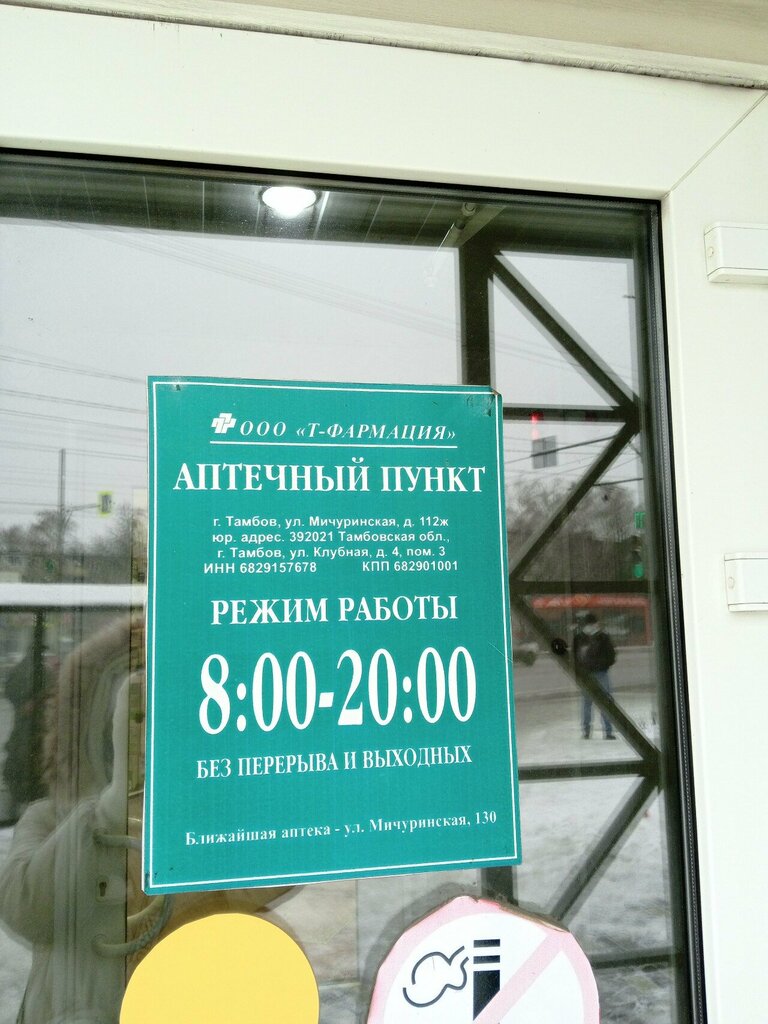 ООО «Т-ФАРМАЦИЯ»
АПТЕЧНЫЙ ПУНКТ
г. Тамбов, ул. Мичуринская, д. 112ж
юр. адрес. 392021 Тамбовская обл.,
г. Тамбов, ул. Клубная, д. 4, пом. 3
ИНН 6829157678 КПП 682901001
РЕЖИМ РАБОТЫ
8:00-20:00
БЕЗ ПЕРЕРЫВА И ВЫХОДНЫХ
Ближайшая аптека - ул. Мичуринская, 130